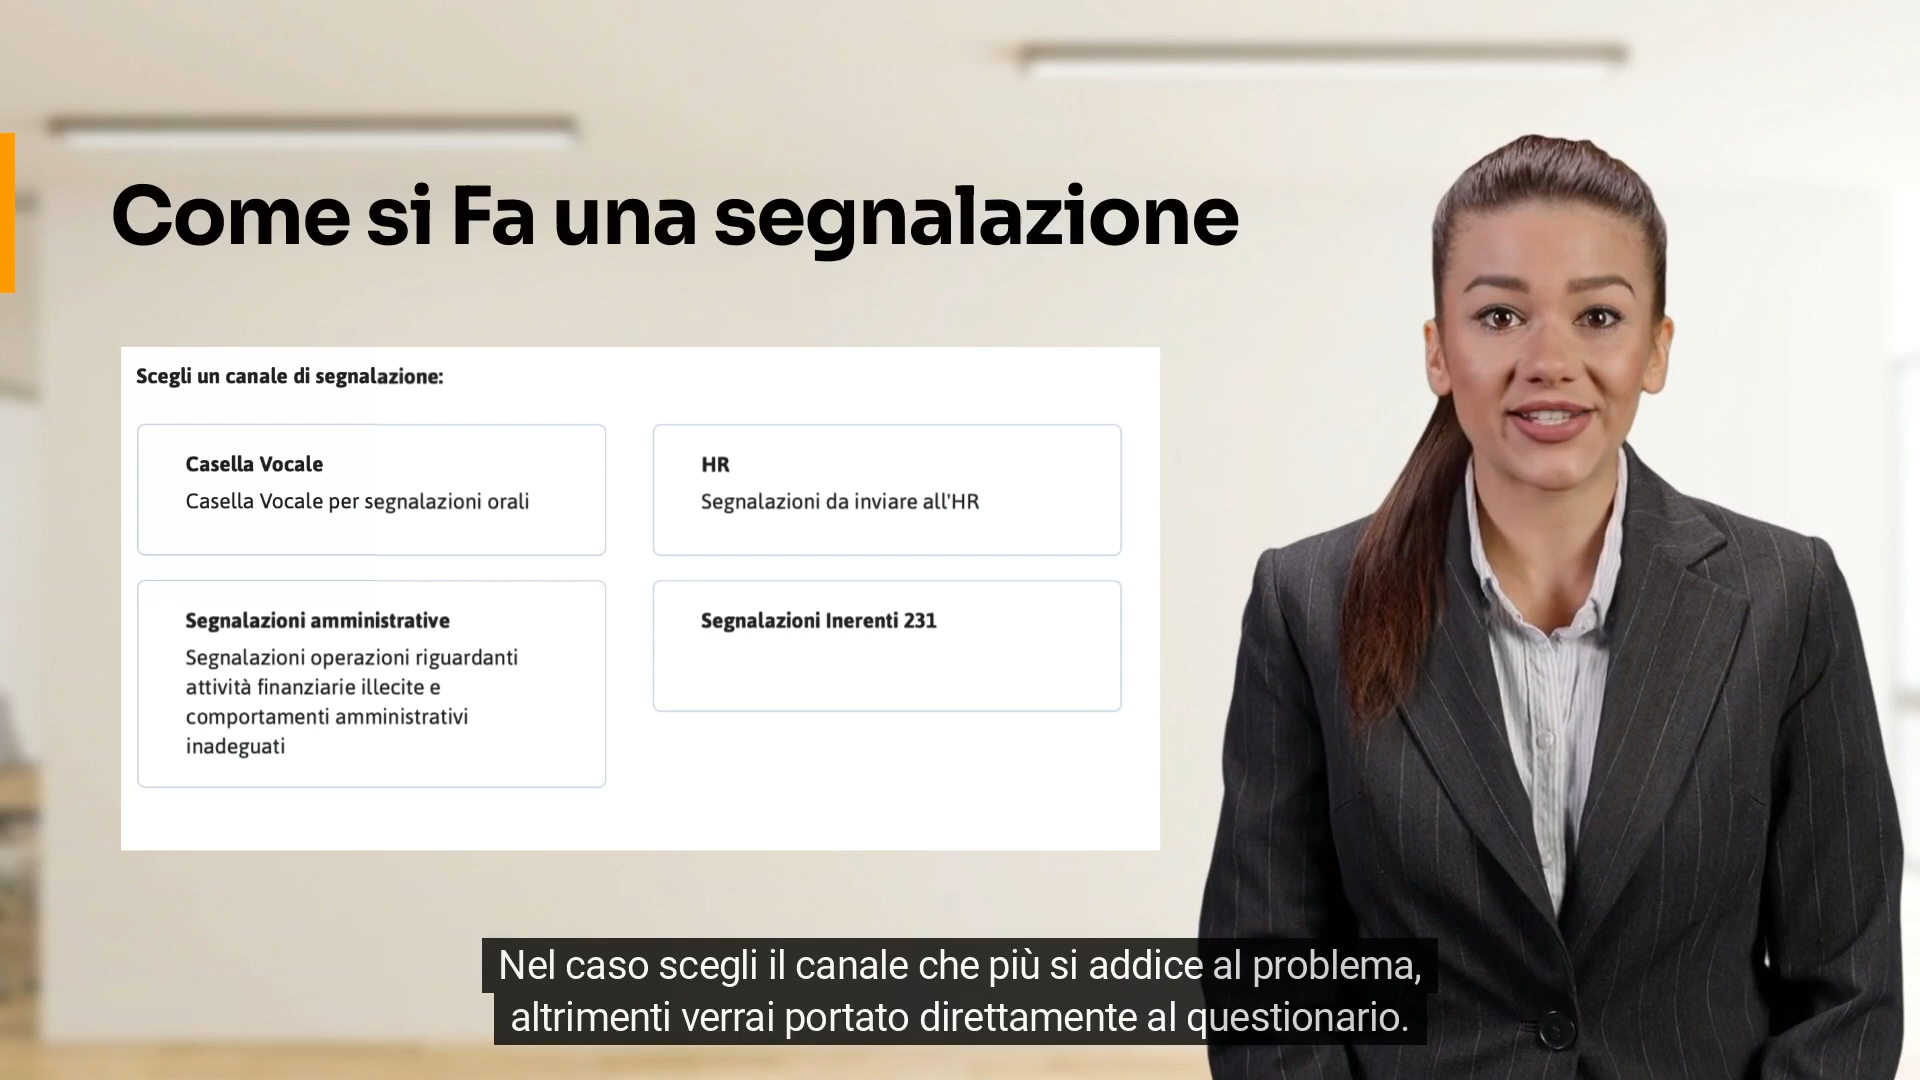 Come si Fa una segnalazione
Scegli un canale di segnalazione:
Casella Vocale
Casella Vocale per segnalazioni orali
HR
Segnalazioni da inviare all'HR
Segnalazioni amministrative
Segnalazioni operazioni riguardanti
attività finanziarie illecite e
comportamenti amministrativi
inadeguati
Segnalazioni Inerenti 231
Nel caso scegli il canale che più si addice al problema,
altrimenti verrai portato direttamente al questionario.